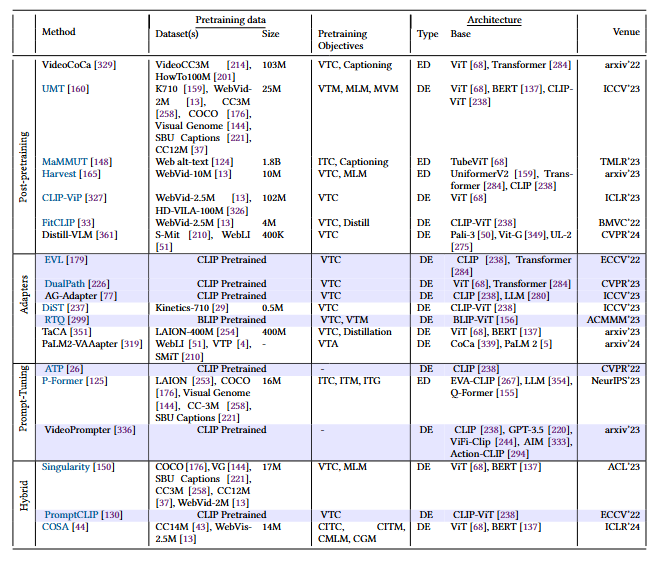 Pretraining data Architecture
Method Dataset(s) Size Pretraining Objectives Type Base Venue
Post-pretraining
VideoCoCa [329] VideoCC3M [214], 103M VTC, Captioning ED ViT [68], Transformer [284] arxiv'22
HowTo100M [201]
UMT [160] K710 [159], WebVid- 25M VTM, MLM, MVM DE ViT [68], BERT [137], CLIP- ICCV'23
2M [13], CC3M ViT [238]
[258], COCO [176],
Visual Genome [144],
SBU Captions [221],
CC12M [37]
MaMMUT [148] Web alt-text [124] 1.8B ITC, Captioning ED TubeViT [68] TMLR'23
Harvest [165] WebVid-10M [13] 10M VTC, MLM ED UniformerV2 [159], Trans- arxiv'23
former [284], CLIP [238]
CLIP-ViP [327] WebVid-2.5M [13], 102M VTC DE ViT [68] ICLR'23
HD-VILA-100M [326]
FitCLIP [33] WebVid-2.5M [13] 4M VTC, Distill DE CLIP-ViT [238] BMVC'22
Distill-VLM [361] S-Mit [210], WebLI 400K VTC DE Pali-3 [50], Vit-G [349], UL-2 CVPR'24
[51] [275]
Adapters
EVL [179] CLIP Pretrained VTC DE CLIP [238], Transformer ECCV'22
[284]
DualPath [226] CLIP Pretrained VTC DE ViT [68], Transformer [284] CVPR'23
AG-Adapter [77] CLIP Pretrained VTC DE CLIP [238], LLM [280] ICCV'23
DiST [237] Kinetics-710 [29] 0.5M VTC DE CLIP-ViT [238] ICCV'23
RTQ [299] BLIP Pretrained VTC, VTM DE BLIP-ViT [156] ACMMM'23
TaCA [351] LAION-400M [254] 400M VTC, Distillation DE ViT [68], BERT [137] arxiv'23
PaLM2-VAAapter [319] WebLI [51], VTP [4], - VTA DE CoCa [339], PaLM 2 [5] arxiv'24
SMiT [210]
Prompt-Tuning
ATP [26] CLIP Pretrained - DE CLIP [238] CVPR'22
P-Former [125] LAION [253], COCO 16M ITC, ITM, ITG ED EVA-CLIP [267], LLM [354], NeurIPS'23
[176], Visual Genome Q-Former [155]
[144], CC-3M [258],
SBU Captions [221]
VideoPrompter [336] CLIP Pretrained - DE CLIP [238], GPT-3.5 [220], arxiv'23
ViFi-Clip [244], AIM [333],
Action-CLIP [294]
Hybrid
Singularity [150] COCO [176], VG [144], 17M VTC, MLM DE ViT [68], BERT [137] ACL'23
SBU Captions [221],
CC3M [258], CC12M
[37], WebVid-2M [13]
PromptCLIP [130] CLIP Pretrained VTC DE CLIP-ViT [238] ECCV'22
COSA [44] CC14M [43], WebVis- 14M CITC, CITM, DE ViT [68], BERT [137] ICLR'24
2.5M [13] CMLM, CGM